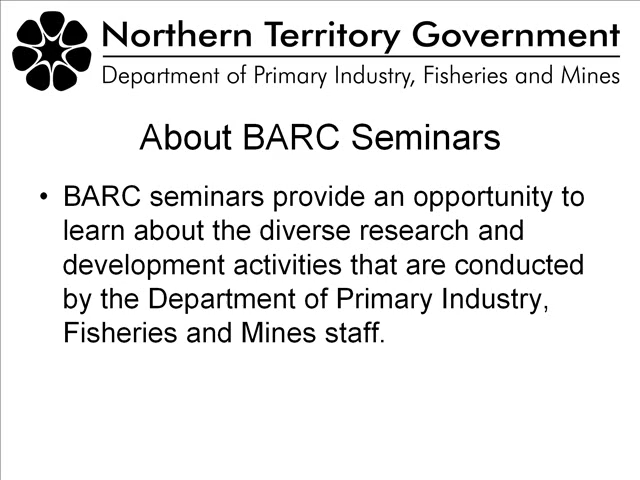 Northern Territory Government
Department of Primary Industry, Fisheries and Mines
About BARC Seminars
• BARC seminars provide an opportunity to
learn about the diverse research and
development activities that are conducted
by the Department of Primary Industry,
Fisheries and Mines staff.